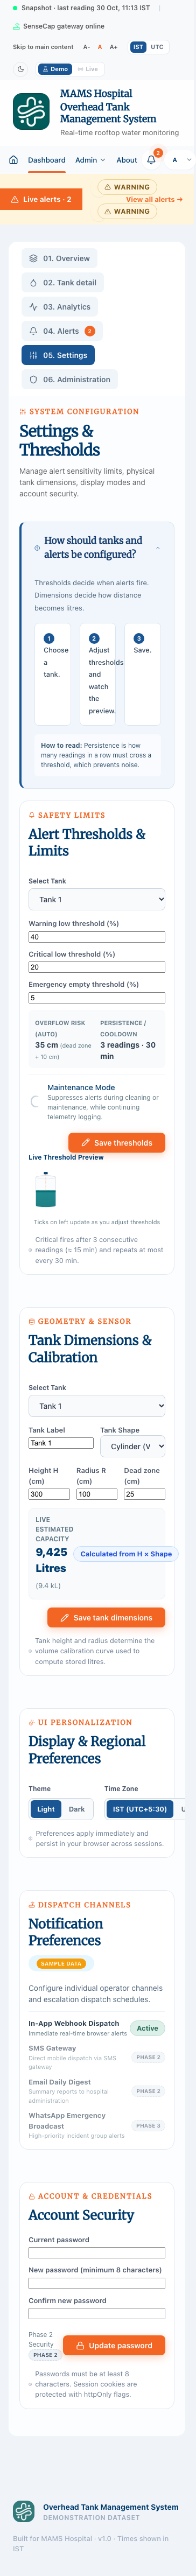 Snapshot · last reading 30 Oct, 11:13 IST
SenseCap gateway online
Skip to main content A- A A+ IST UTC
Demo Live
MAMS Hospital
Overhead Tank
Management System
Real-time rooftop water monitoring
Dashboard Admin About 2 A
Live alerts · 2
WARNING
WARNING
View all alerts →
01. Overview
02. Tank detail
03. Analytics
04. Alerts 2
05. Settings
06. Administration
SYSTEM CONFIGURATION
Settings &
Thresholds
Manage alert sensitivity limits, physical
tank dimensions, display modes and
account security.
How should tanks and
alerts be configured?
Thresholds decide when alerts fire.
Dimensions decide how distance
becomes litres.
1
Choose
a
tank.
2
Adjust
thresholds
and
watch
the
preview.
3
Save.
How to read: Persistence is how
many readings in a row must cross a
threshold, which prevents noise.
SAFETY LIMITS
Alert Thresholds &
Limits
Select Tank
Tank 1
Warning low threshold (%)
40
Critical low threshold (%)
20
Emergency empty threshold (%)
5
OVERFLOW RISK
(AUTO)
35 cm (dead zone
+ 10 cm)
PERSISTENCE /
COOLDOWN
3 readings · 30
min
Maintenance Mode
Suppresses alerts during cleaning or
maintenance, while continuing
telemetry logging.
Save thresholds
Live Threshold Preview
Ticks on left update as you adjust thresholds
Critical fires after 3 consecutive
readings (≈ 15 min) and repeats at most
every 30 min.
GEOMETRY & SENSOR
Tank Dimensions &
Calibration
Select Tank
Tank 1
Tank Label
Tank 1
Tank Shape
Cylinder (V
Height H
(cm)
300
Radius R
(cm)
100
Dead zone
(cm)
25
LIVE
ESTIMATED
CAPACITY
9,425
Litres
(9.4 kL)
Calculated from H × Shape
Save tank dimensions
Tank height and radius determine the
volume calibration curve used to
compute stored litres.
UI PERSONALIZATION
Display & Regional
Preferences
Theme
Light Dark
Time Zone
IST (UTC+5:30) U
Preferences apply immediately and
persist in your browser across sessions.
DISPATCH CHANNELS
Notification
Preferences
SAMPLE DATA
Configure individual operator channels
and escalation dispatch schedules.
In-App Webhook Dispatch
Immediate real-time browser alerts
Active
SMS Gateway
Direct mobile dispatch via SMS
gateway
PHASE 2
Email Daily Digest
Summary reports to hospital
administration
PHASE 2
WhatsApp Emergency
Broadcast
High-priority incident group alerts
PHASE 3
ACCOUNT & CREDENTIALS
Account Security
Current password
New password (minimum 8 characters)
Confirm new password
Phase 2
Security
PHASE 2
Update password
Passwords must be at least 8
characters. Session cookies are
protected with httpOnly flags.
Overhead Tank Management System
DEMONSTRATION DATASET
Built for MAMS Hospital · v1.0 · Times shown in
IST